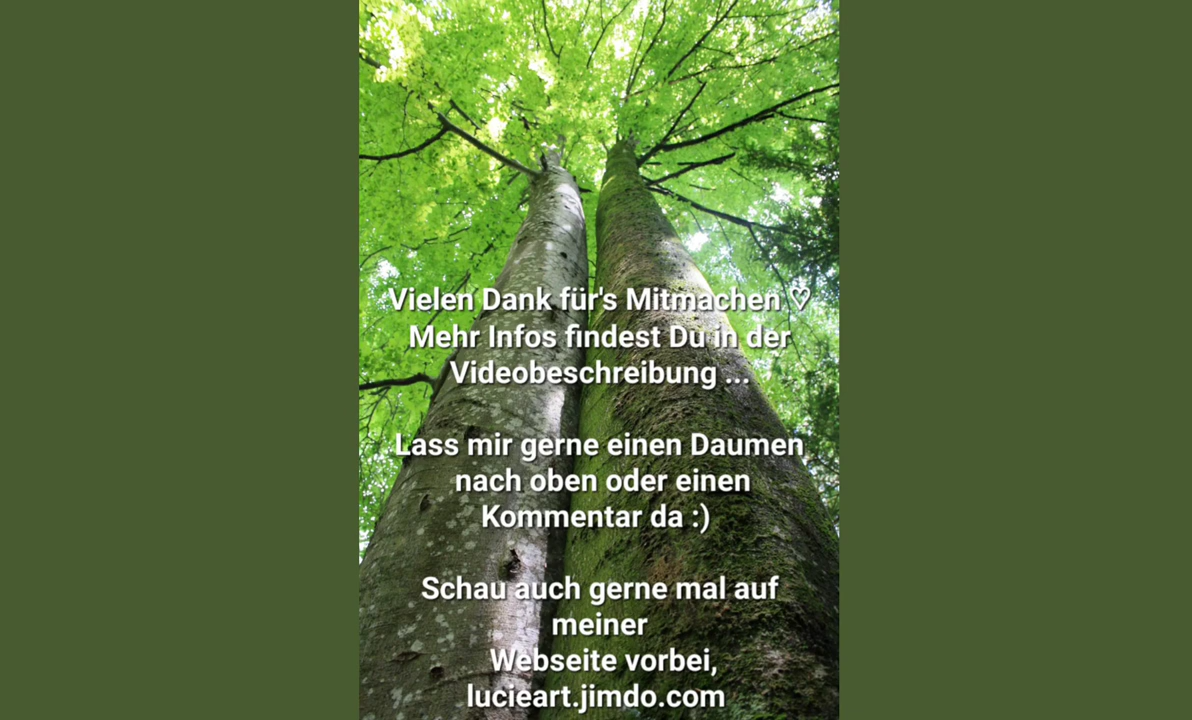 Vielen Dank für's Mitmachen ♡
Mehr Infos findest Du in der
Videobeschreibung ...
Lass mir gerne einen Daumen
nach oben oder einen
Kommentar da :)
Schau auch gerne mal auf
meiner
Webseite vorbei,
lucieart.jimdo.com